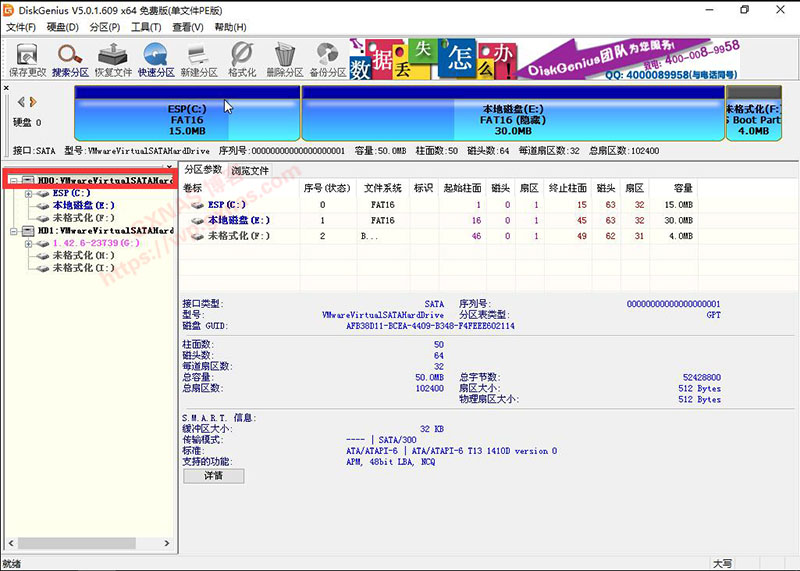 DiskGenius V5.0.1.609 x64 免费版(单文件PE版)
文件(F) 硬盘(D) 分区(P) 工具(T) 查看(V) 帮助(H)
保存更改 搜索分区 恢复文件 快速分区 新建分区 格式化 删除分区 备份分区
数据丢失怎么办!
DiskGenius团队为您服务!
致电: 400-008-9958
QQ: 4000089958(与电话同号)
硬盘 0
ESP(C:)
FAT16
15.0MB
本地磁盘(E:)
FAT16 (隐藏)
30.0MB
未格式化(F:)
S Boot Part
4.0MB
接口:SATA 型号:VMwareVirtualSATAHardDrive 序列号:00000000000000000001 容量:50.0MB 柱面数:50 磁头数:64 每道扇区数:32 总扇区数:102400
HD0:VMwareVirtualSATAHard
ESP(C:)
本地磁盘(E:)
未格式化(F:)
HD1:VMwareVirtualSATAHard
1.42.6-23739(G:)
未格式化(H:)
未格式化(I:)
分区参数 浏览文件
卷标 序号(状态) 文件系统 标识 起始柱面 磁头 扇区 终止柱面 磁头 扇区 容量
ESP(C:) 0 FAT16 1 0 1 15 63 32 15.0MB
本地磁盘(E:) 1 FAT16 16 0 1 45 63 32 30.0MB
未格式化(F:) 2 B... 46 0 1 49 62 31 4.0MB
接口类型: SATA 序列号: 00000000000000000001
型号: VMwareVirtualSATAHardDrive 分区表类型: GPT
磁盘 GUID: AFB38D11-BCEA-4409-B348-F4FEEE602114
柱面数: 50
磁头数: 64
每道扇区数: 32
总容量: 50.0MB 总字节数: 52428800
总扇区数: 102400 扇区大小: 512 Bytes
物理扇区大小: 512 Bytes
S.M.A.R.T. 信息:
缓冲区大小: 32 KB
传输模式: ---- | SATA/300
标准: ATA/ATAPI-6 | ATA/ATAPI-6 T13 1410D version 0
支持的功能: APM, 48bit LBA, NCQ
详情
就绪 大写